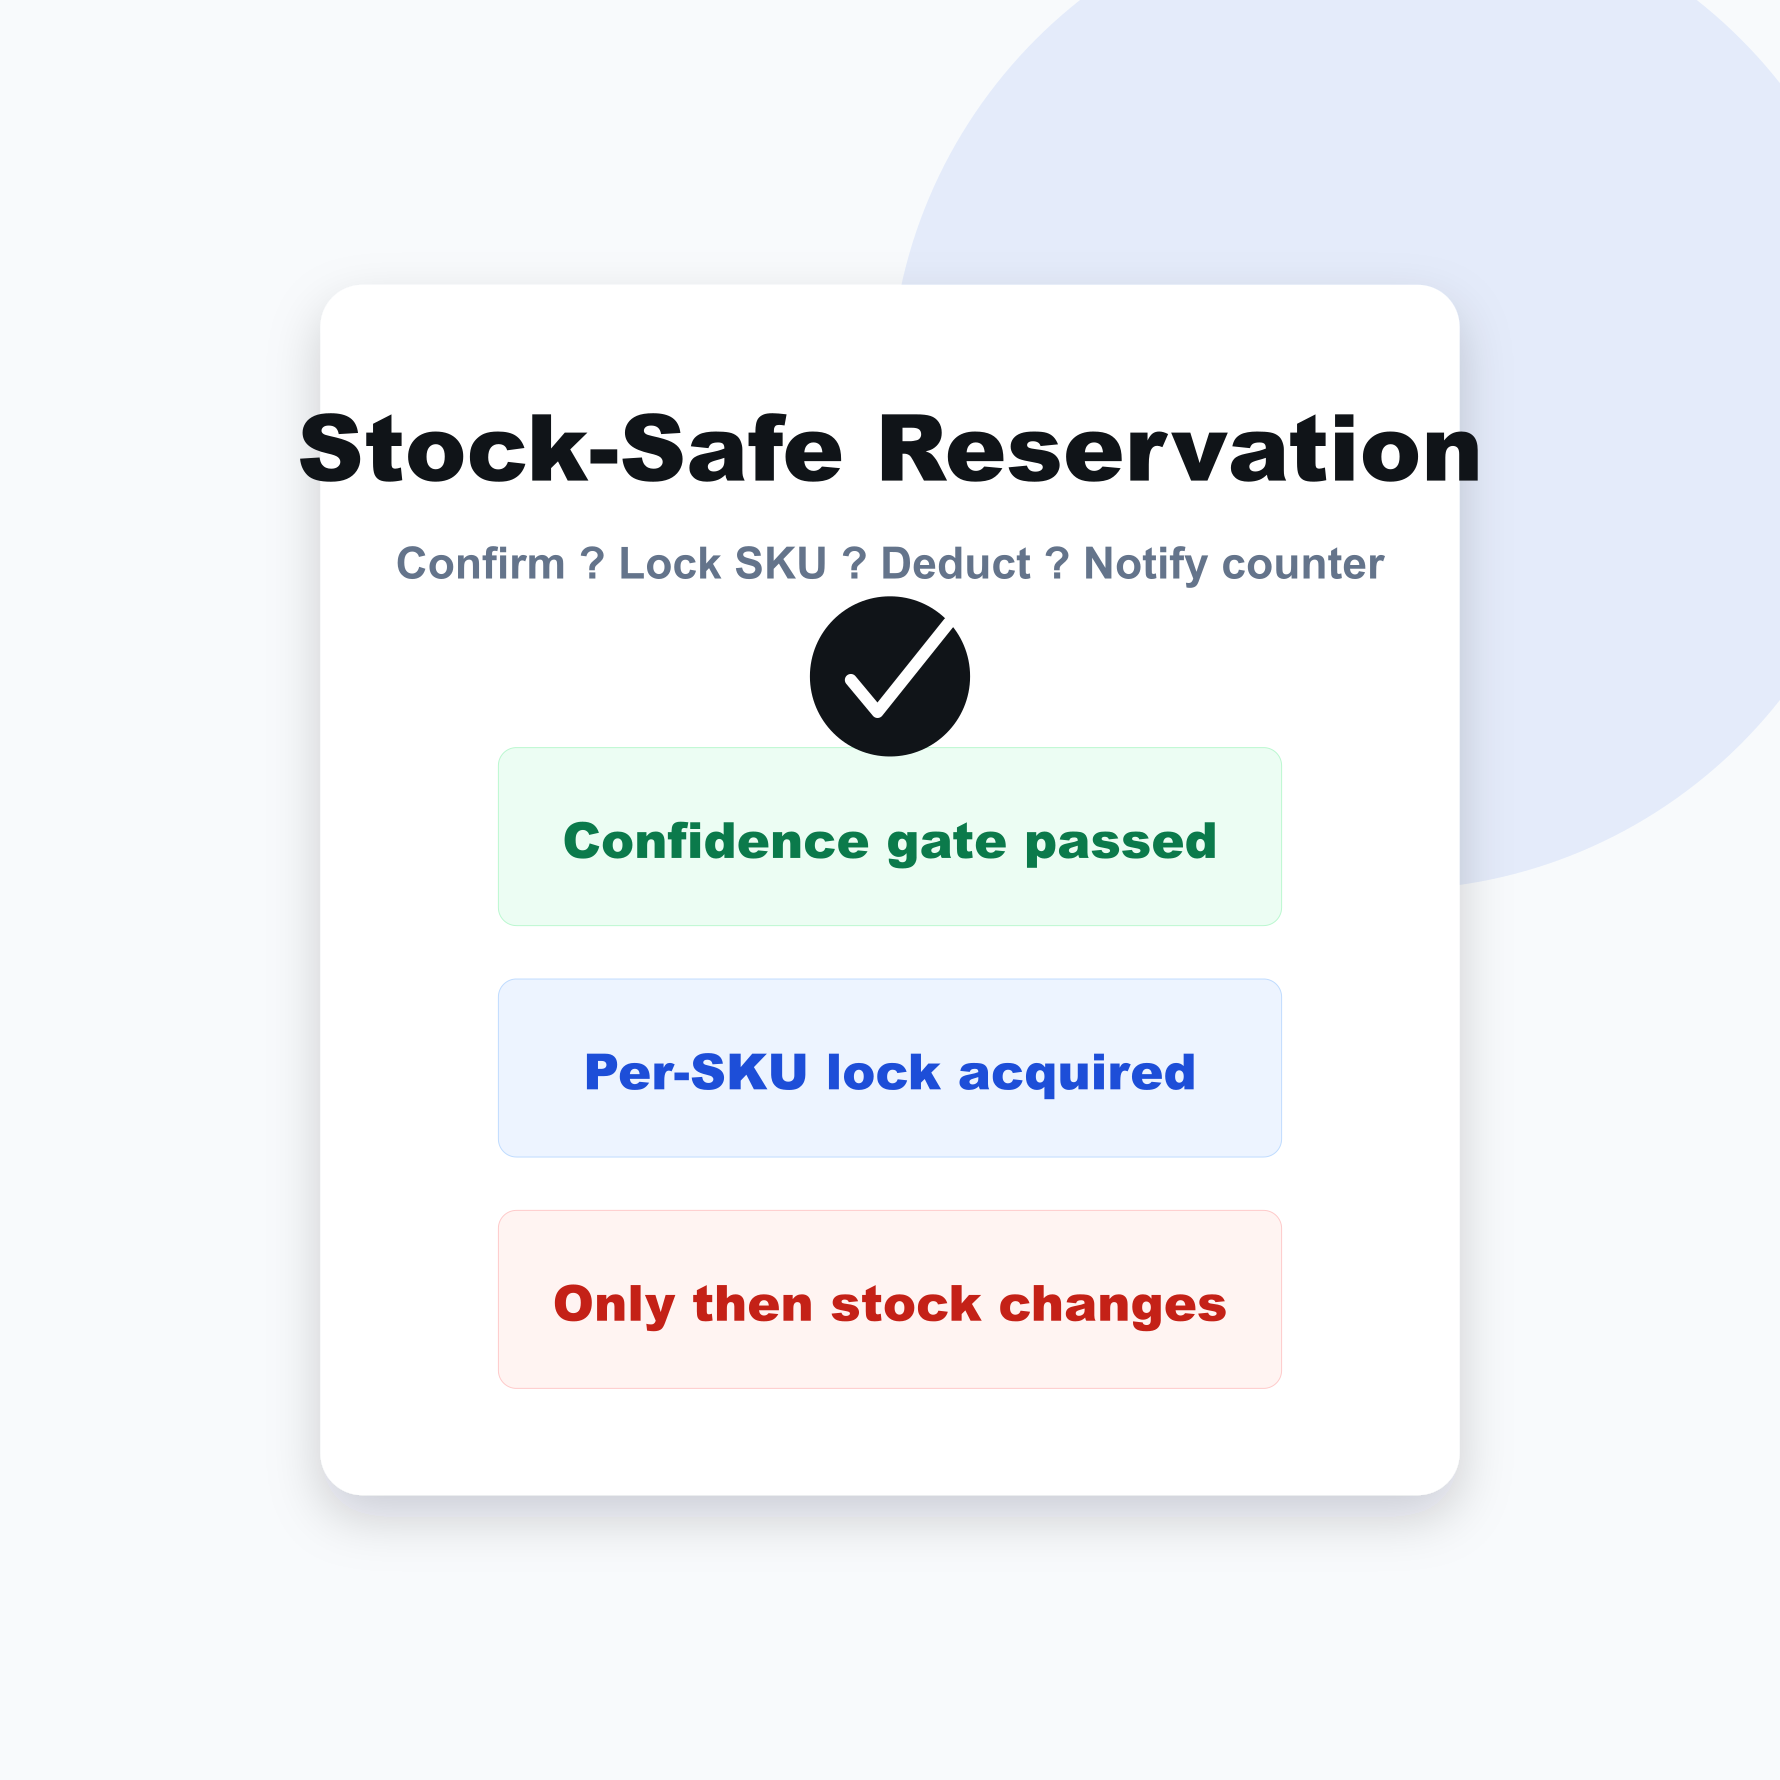 Stock-Safe Reservation
Confirm ? Lock SKU ? Deduct ? Notify counter
Confidence gate passed
Per-SKU lock acquired
Only then stock changes